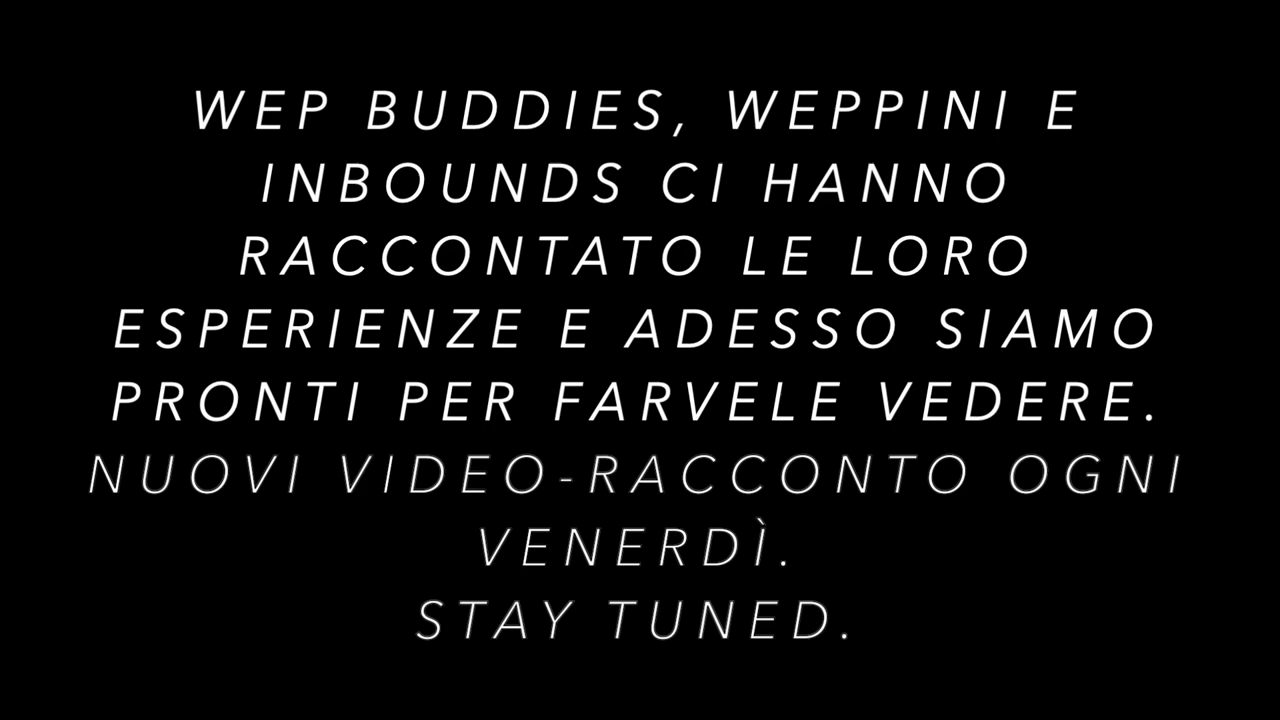 WEP BUDDIES, WEPPINI E
INBOUNDS CI HANNO
RACCONTATO LE LORO
ESPERIENZE E ADESSO SIAMO
PRONTI PER FARVELE VEDERE.
NUOVI VIDEO-RACCONTO OGNI
VENERDÌ.
STAY TUNED.